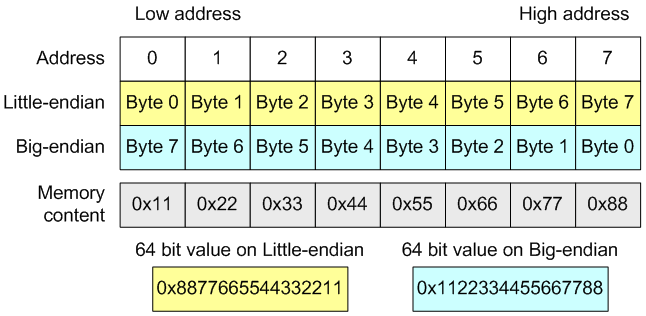 Low address High address
Address 0 1 2 3 4 5 6 7
Little-endian Byte 0 Byte 1 Byte 2 Byte 3 Byte 4 Byte 5 Byte 6 Byte 7
Big-endian Byte 7 Byte 6 Byte 5 Byte 4 Byte 3 Byte 2 Byte 1 Byte 0
Memory
content 0x11 0x22 0x33 0x44 0x55 0x66 0x77 0x88
64 bit value on Little-endian 64 bit value on Big-endian
0x8877665544332211 0x1122334455667788